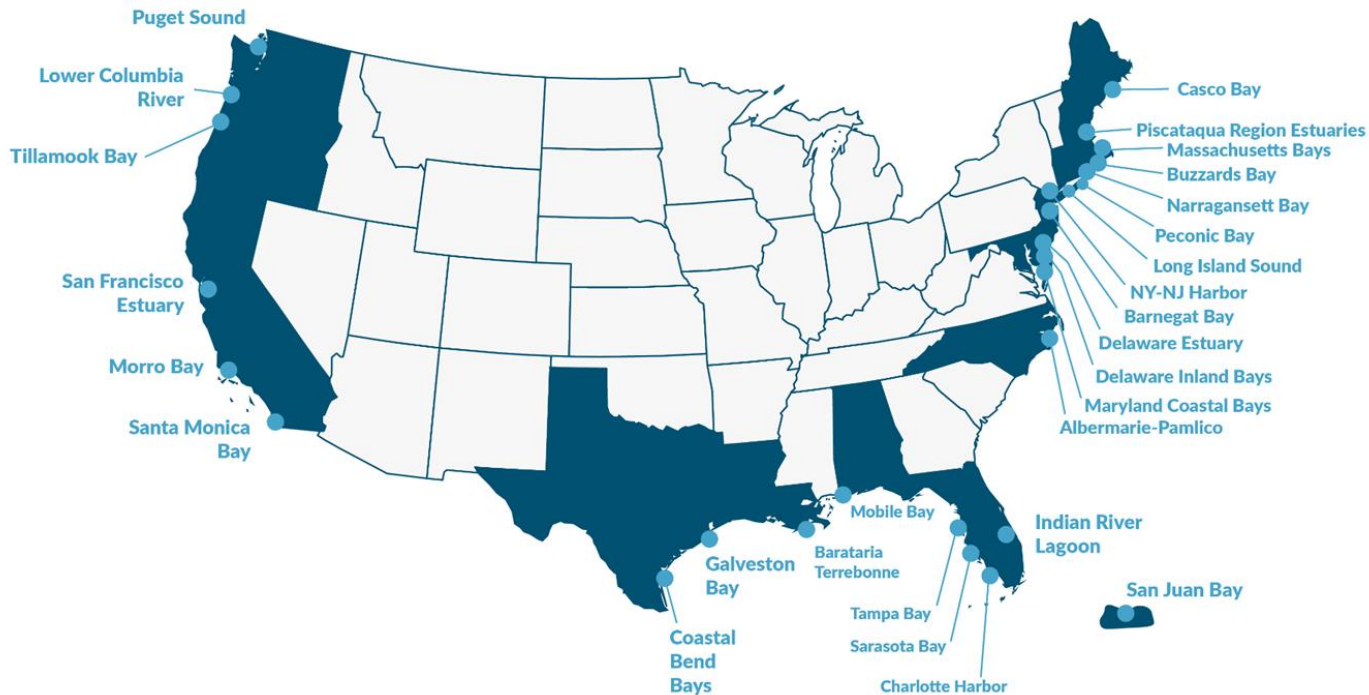 Puget Sound
Lower Columbia
River
Tillamook Bay
San Francisco
Estuary
Morro Bay
Santa Monica
Bay
Casco Bay
Piscataqua Region Estuaries
Massachusetts Bays
Buzzards Bay
Narragansett Bay
Peconic Bay
Long Island Sound
NY-NJ Harbor
Barnegat Bay
Delaware Estuary
Delaware Inland Bays
Maryland Coastal Bays
Albermarie-Pamlico
Mobile Bay
Barataria
Terrebonne
Galveston
Bay
Coastal
Bend
Bays
Indian River
Lagoon
Tampa Bay
Sarasota Bay
Charlotte Harbor
San Juan Bay